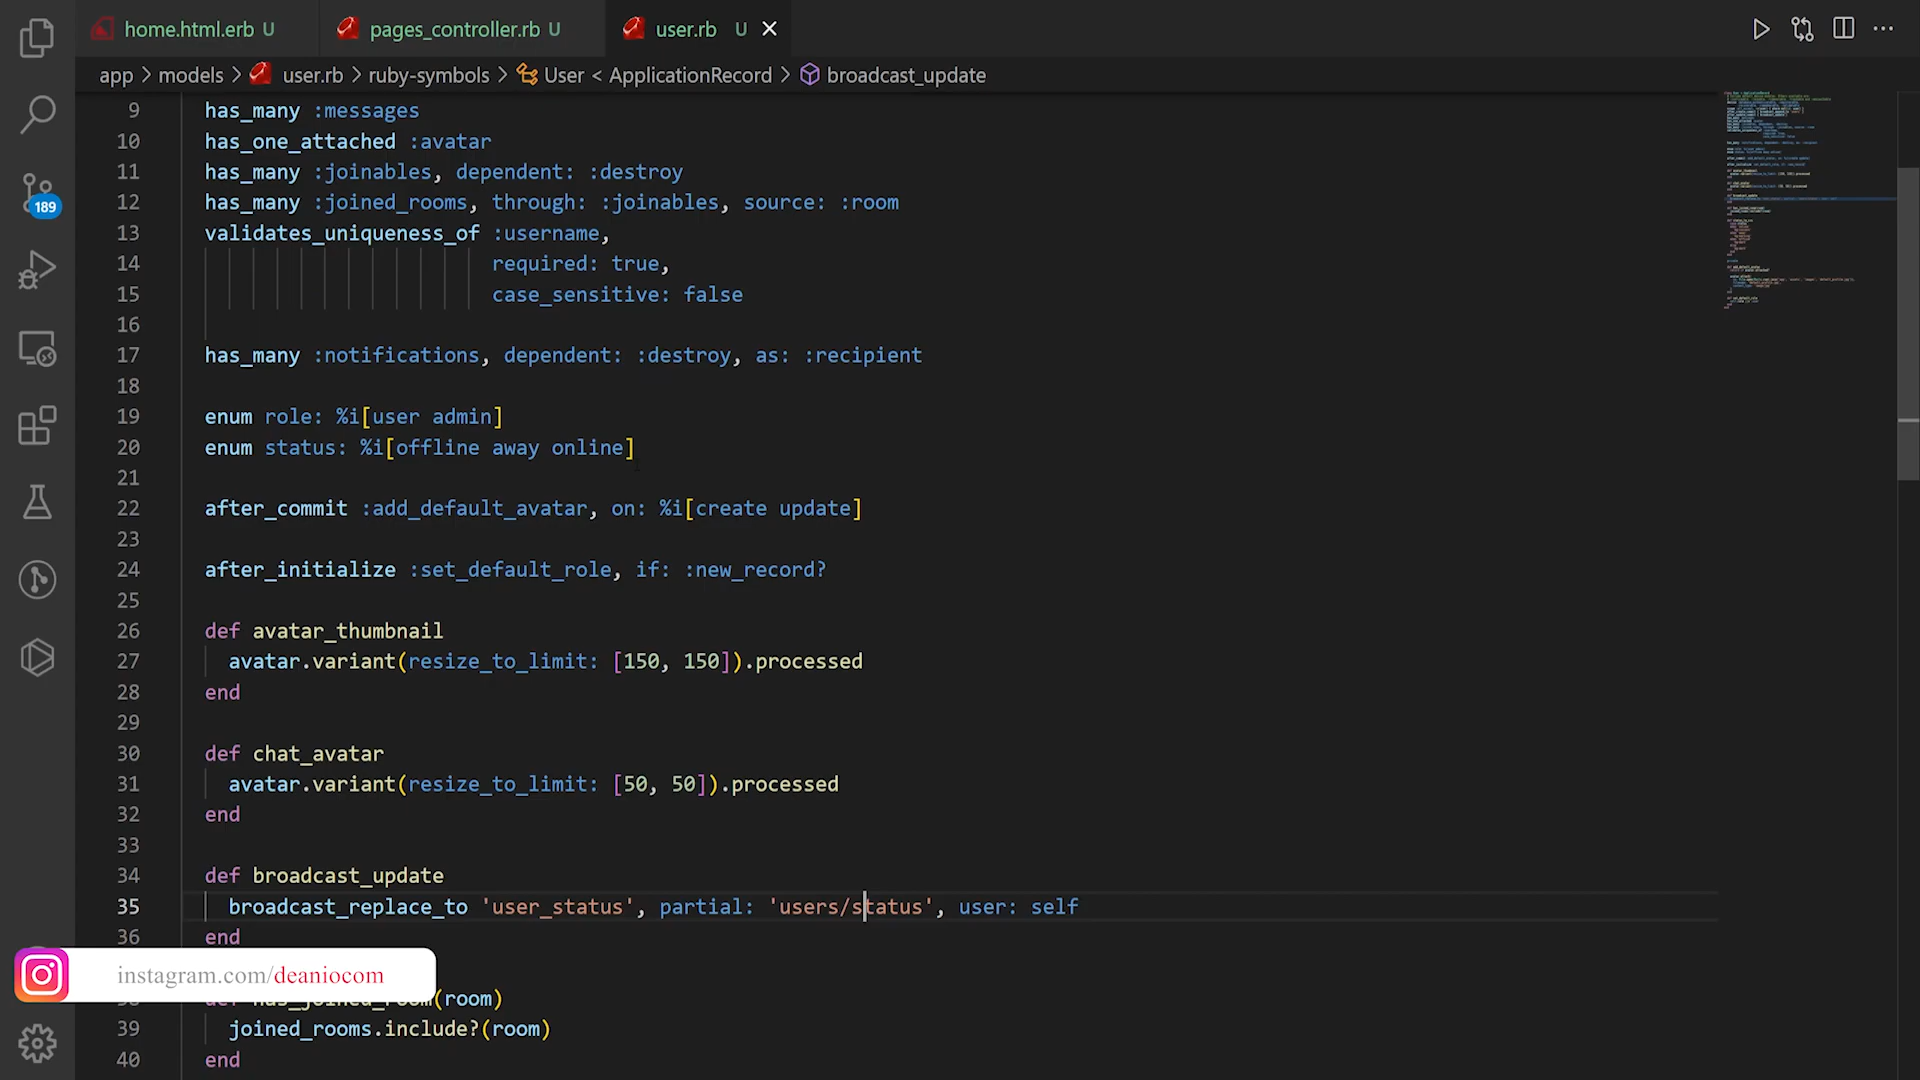 home.html.erb U
pages_controller.rb U
user.rb U
app > models > user.rb > ruby-symbols > User < ApplicationRecord > broadcast_update
9 has_many :messages
10 has_one_attached :avatar
11 has_many :joinables, dependent: :destroy
12 has_many :joined_rooms, through: :joinables, source: :room
13 validates_uniqueness_of :username,
14 required: true,
15 case_sensitive: false
16
17 has_many :notifications, dependent: :destroy, as: :recipient
18
19 enum role: %i[user admin]
20 enum status: %i[offline away online]
21
22 after_commit :add_default_avatar, on: %i[create update]
23
24 after_initialize :set_default_role, if: :new_record?
25
26 def avatar_thumbnail
27 avatar.variant(resize_to_limit: [150, 150]).processed
28 end
29
30 def chat_avatar
31 avatar.variant(resize_to_limit: [50, 50]).processed
32 end
33
34 def broadcast_update
35 broadcast_replace_to 'user_status', partial: 'users/status', user: self
36 end
(room)
39 joined_rooms.include?(room)
40 end
189
instagram.com/deaniocom